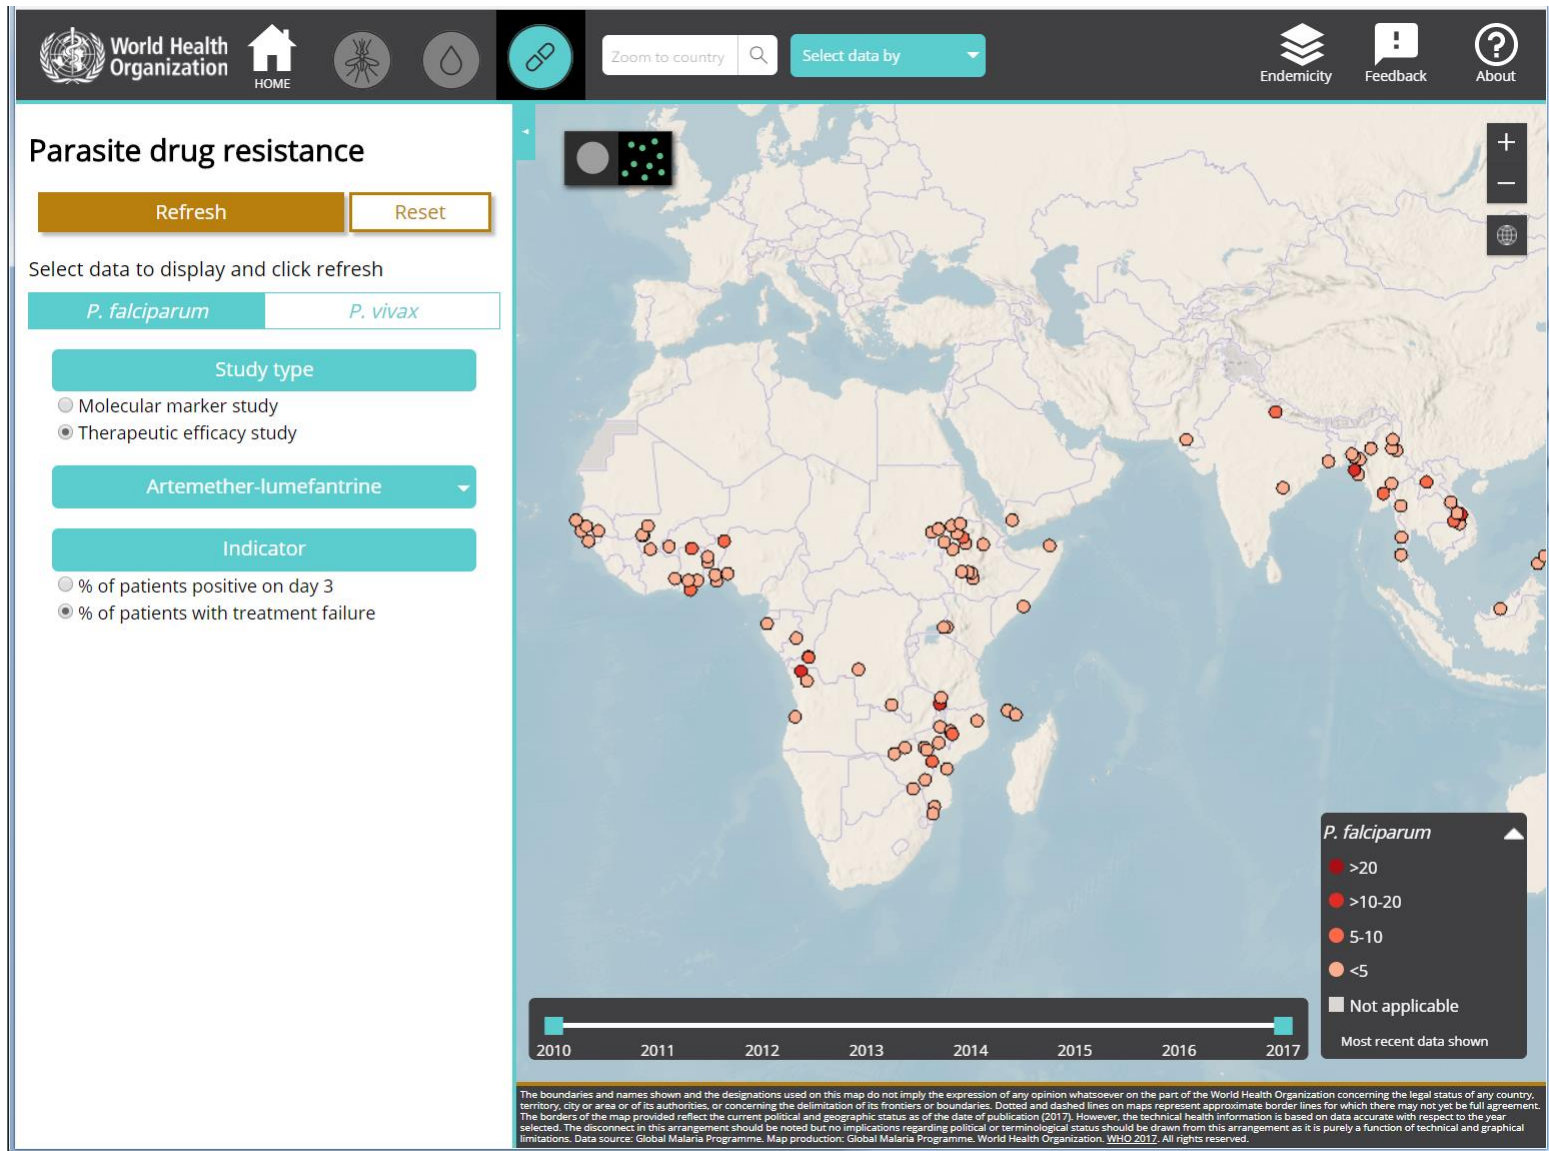 World Health
Organization
HOME
Zoom to country
Select data by
Endemicity
Feedback
About
Parasite drug resistance
Refresh
Reset
Select data to display and click refresh
P. falciparum
P. vivax
Study type
Molecular marker study
Therapeutic efficacy study
Artemether-lumefantrine
Indicator
% of patients positive on day 3
% of patients with treatment failure
P. falciparum
>20
>10-20
5-10
<5
Not applicable
Most recent data shown
2010 2011 2012 2013 2014 2015 2016 2017
The boundaries and names shown and the designations used on this map do not imply the expression of any opinion whatsoever on the part of the World Health Organization concerning the legal status of any country,
territory, city or area or of its authorities, or concerning the delimitation of its frontiers or boundaries. Dotted and dashed lines on maps represent approximate border lines for which there may not yet be full agreement.
The borders of the map provided reflect the current political and geographic status as of the date of publication (2017). However, the technical health information is based on data accurate with respect to the year
selected. The disconnect in this arrangement should be noted but no implications regarding political or terminological status should be drawn from this arrangement as it is purely a function of technical and graphical
limitations. Data source: Global Malaria Programme. Map production: Global Malaria Programme. World Health Organization. WHO 2017. All rights reserved.